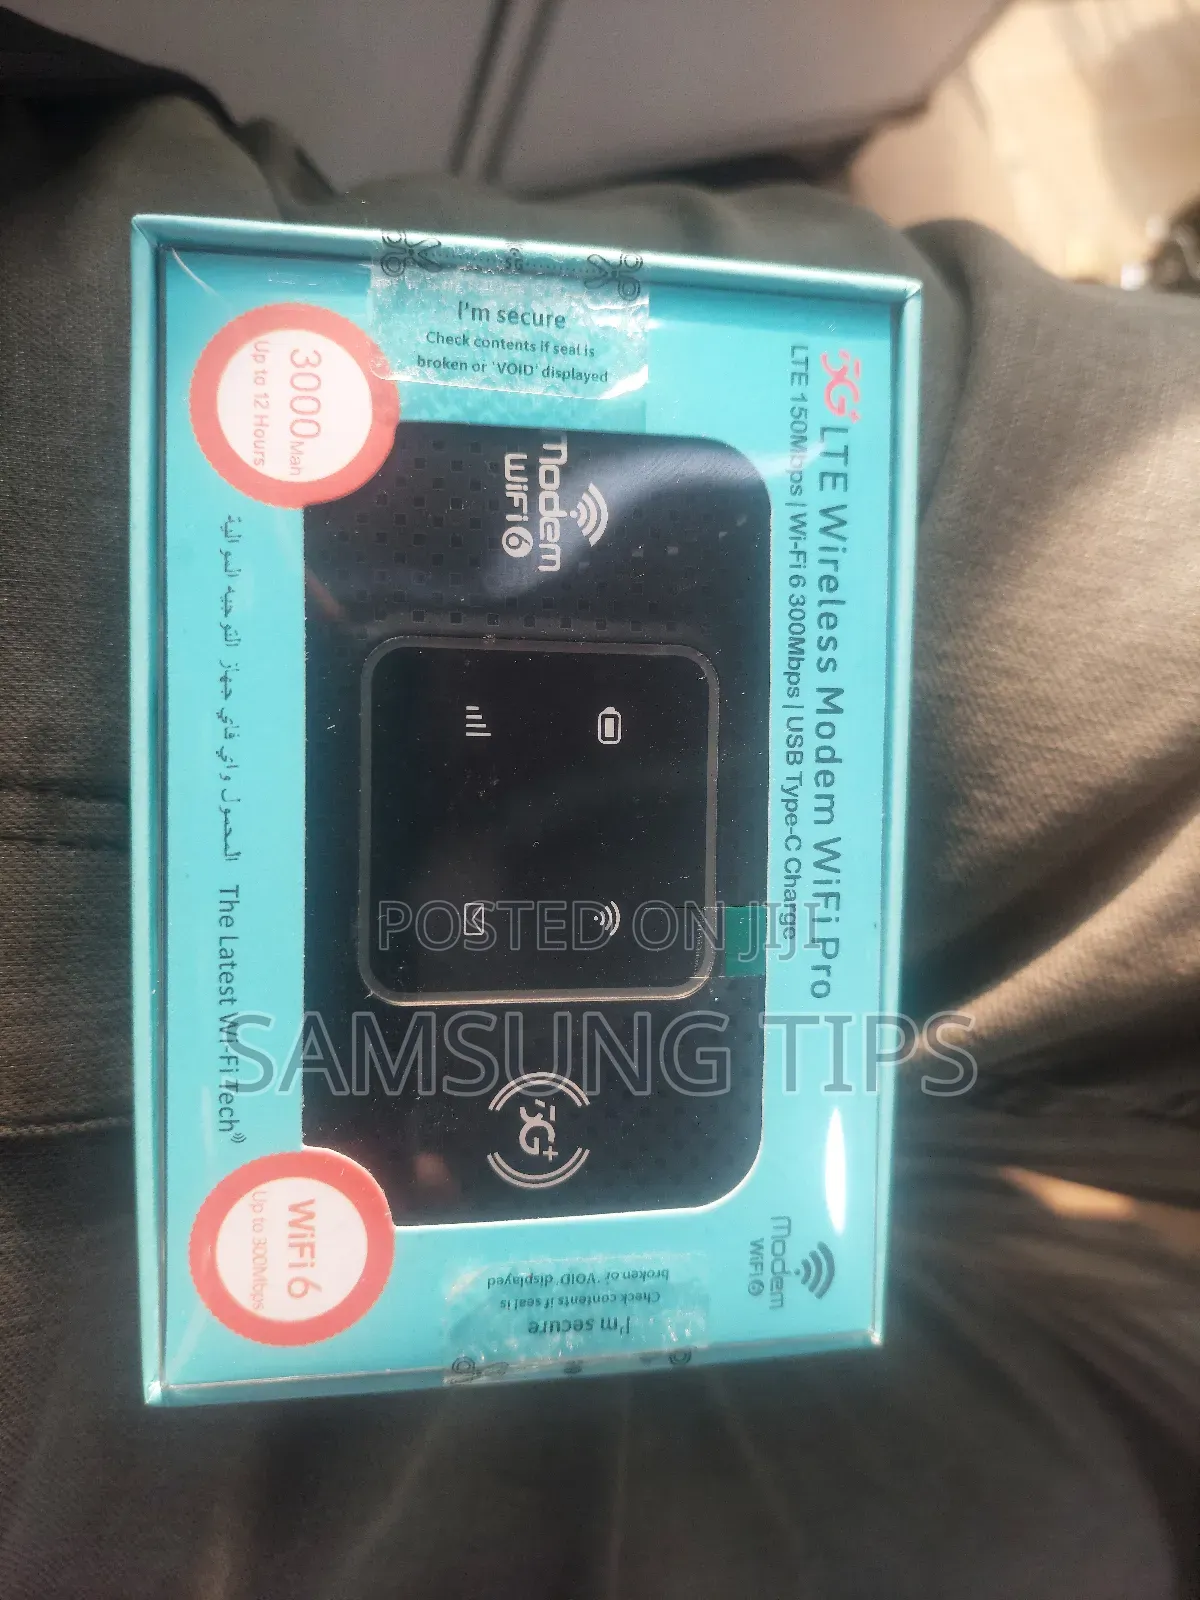 5G+ LTE Wireless Modem WiFi Pro
LTE 150Mbps | Wi-Fi 6 300Mbps | USB Type-C Charge
Modem
WiFi 6
I'm secure
Check contents if seal is
broken or 'VOID' displayed
Modem
WiFi 6
5G+
3000Mah
Up to 12 Hours
المحمول واي فاي جهاز التوجيه
The Latest Wi-Fi Tech
WiFi 6
Up to 300Mbps
I'm secure
Check contents if seal is
broken or 'VOID' displayed
POSTED ON JIJI
SAMSUNG TIPS